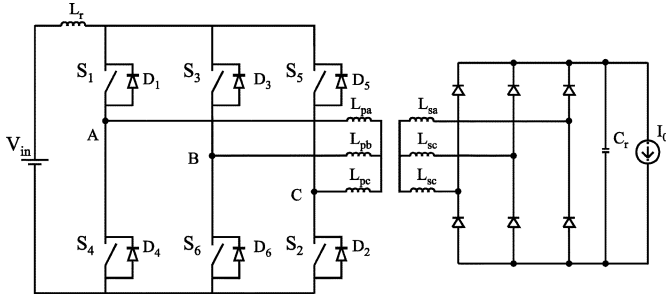 L_r
S_1 D_1 S_3 D_3 S_5 D_5
L_pa L_sa
A
V_in L_pb L_sc C_r I_0
B
L_pc L_sc
C
S_4 D_4 S_6 D_6 S_2 D_2